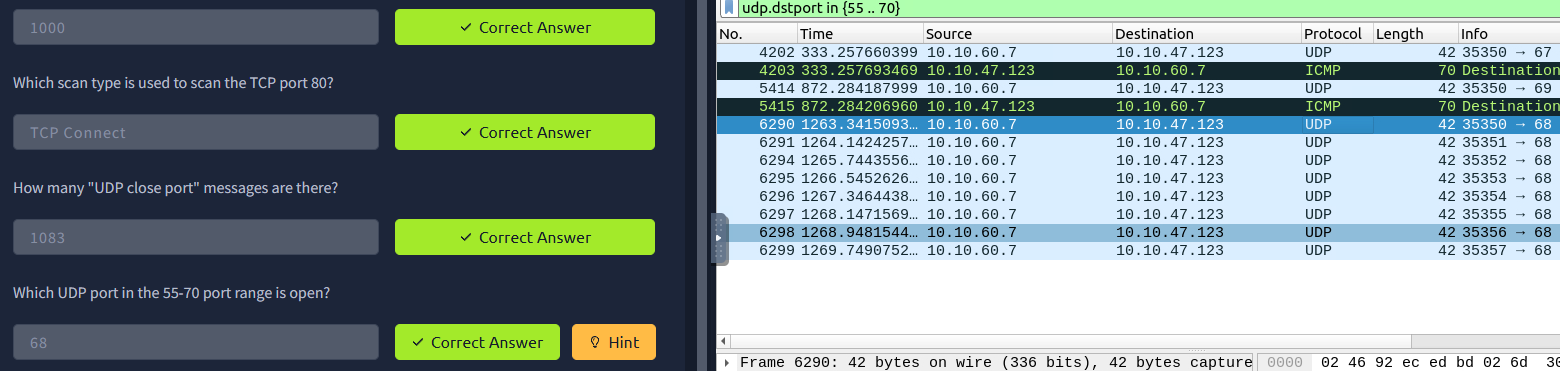 1000
Correct Answer
Which scan type is used to scan the TCP port 80?
TCP Connect
Correct Answer
How many "UDP close port" messages are there?
1083
Correct Answer
Which UDP port in the 55-70 port range is open?
68
Correct Answer
Hint
udp.dstport in {55 .. 70}
No. Time Source Destination Protocol Length Info
4202 333.257660399 10.10.60.7 10.10.47.123 UDP 42 35350 → 67
4203 333.257693469 10.10.47.123 10.10.60.7 ICMP 70 Destination
5414 872.284187999 10.10.60.7 10.10.47.123 UDP 42 35350 → 69
5415 872.284206960 10.10.47.123 10.10.60.7 ICMP 70 Destination
6290 1263.3415093… 10.10.60.7 10.10.47.123 UDP 42 35350 → 68
6291 1264.1424257… 10.10.60.7 10.10.47.123 UDP 42 35351 → 68
6294 1265.7443556… 10.10.60.7 10.10.47.123 UDP 42 35352 → 68
6295 1266.5452626… 10.10.60.7 10.10.47.123 UDP 42 35353 → 68
6296 1267.3464438… 10.10.60.7 10.10.47.123 UDP 42 35354 → 68
6297 1268.1471569… 10.10.60.7 10.10.47.123 UDP 42 35355 → 68
6298 1268.9481544… 10.10.60.7 10.10.47.123 UDP 42 35356 → 68
6299 1269.7490752… 10.10.60.7 10.10.47.123 UDP 42 35357 → 68
Frame 6290: 42 bytes on wire (336 bits), 42 bytes capture
0000 02 46 92 ec ed bd 02 6d 30